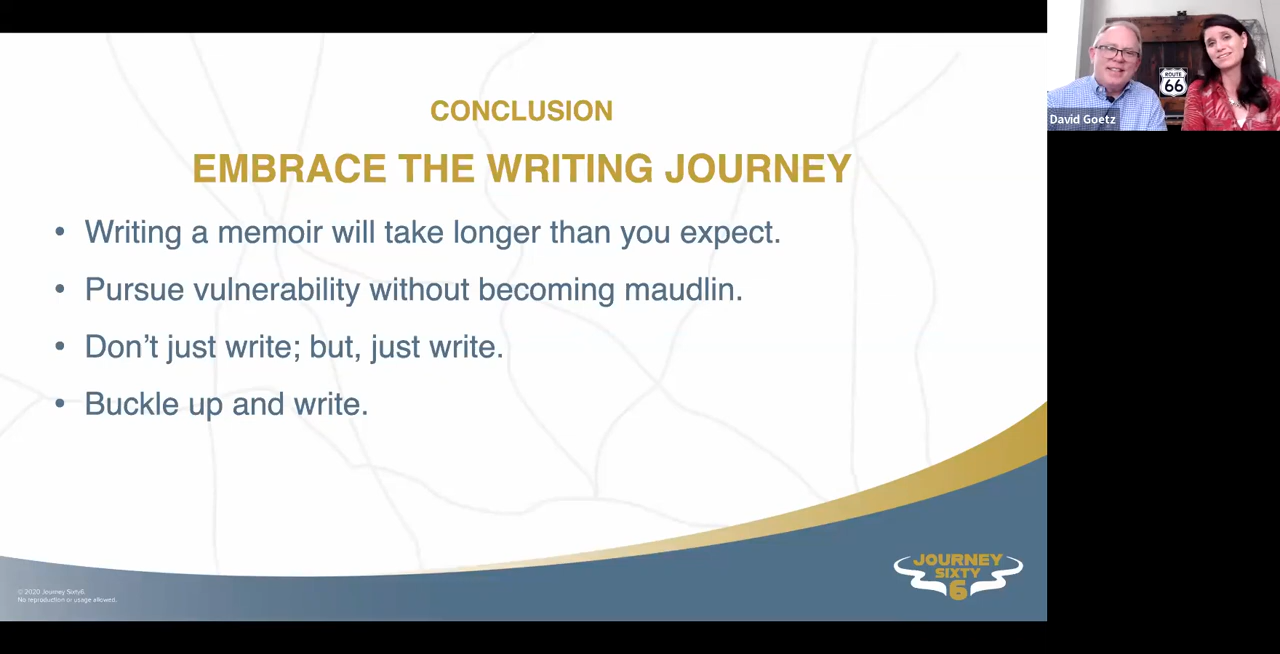 CONCLUSION
EMBRACE THE WRITING JOURNEY
• Writing a memoir will take longer than you expect.
• Pursue vulnerability without becoming maudlin.
• Don’t just write; but, just write.
• Buckle up and write.
ROUTE
66
David Goetz
JOURNEY
SIXTY
6
© 2020 Journey Sixty6
No reproduction or usage allowed.